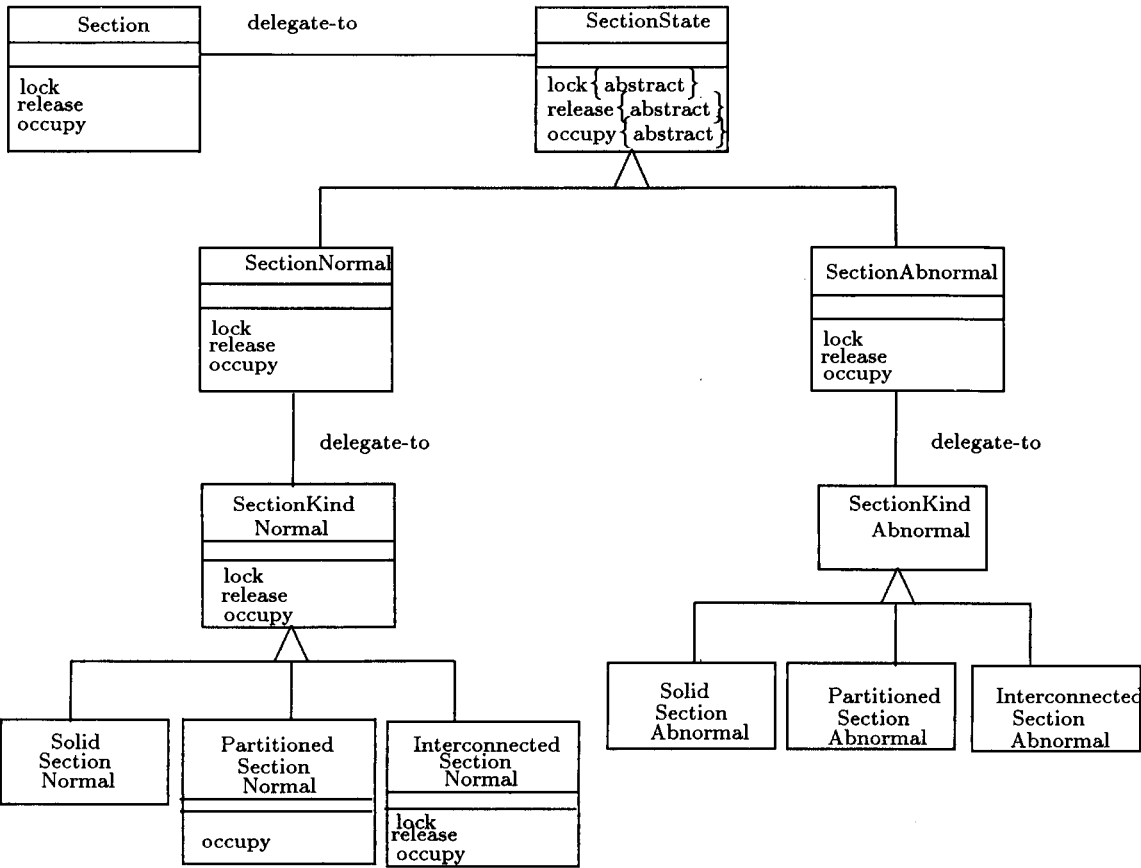 Section
delegate-to
SectionState
lock
release
occupy
lock{abstract}
release{abstract}
occupy{abstract}
SectionNormal
lock
release
occupy
SectionAbnormal
lock
release
occupy
delegate-to
delegate-to
SectionKind
Normal
lock
release
occupy
SectionKind
Abnormal
Solid
Section
Normal
Partitioned
Section
Normal
occupy
Interconnected
Section
Normal
lock
release
occupy
Solid
Section
Abnormal
Partitioned
Section
Abnormal
Interconnected
Section
Abnormal